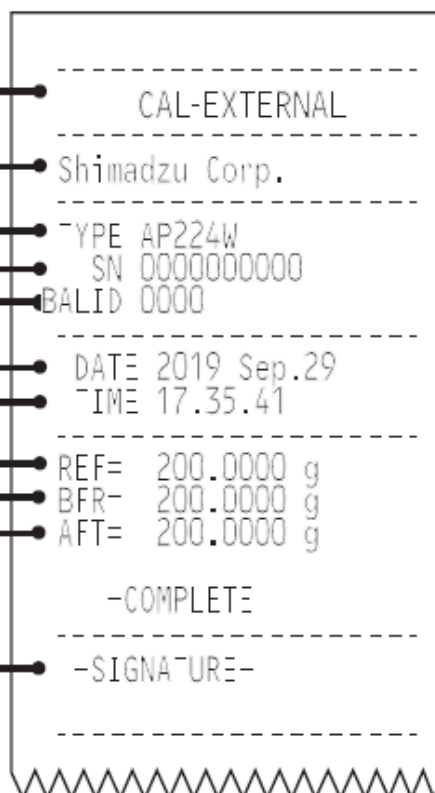 CAL-EXTERNAL
Shimadzu Corp.
TYPE AP224W
SN 0000000000
BALID 0000
DATE 2019 Sep.29
TIME 17.35.41
REF= 200.0000 g
BFR= 200.0000 g
AFT= 200.0000 g
-COMPLETE
-SIGNATURE-